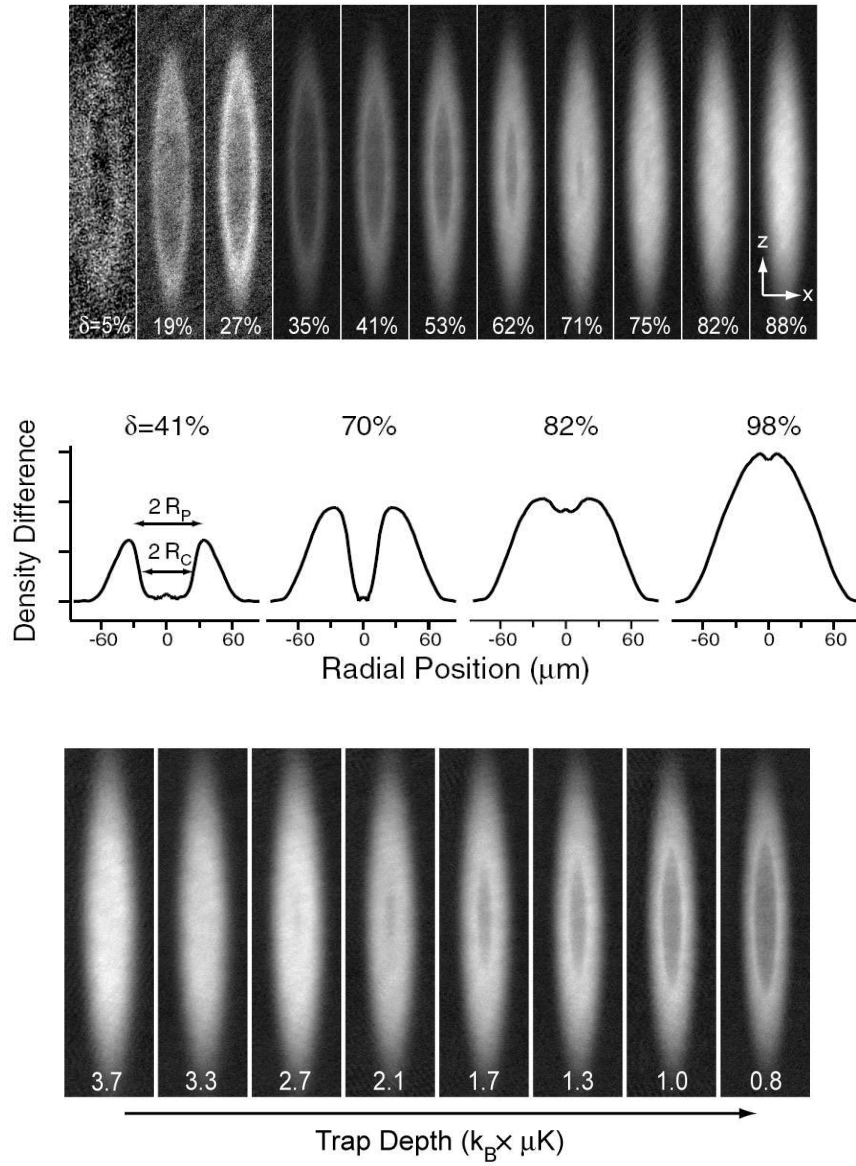 z
x
δ=5% 19% 27% 35% 41% 53% 62% 71% 75% 82% 88%
δ=41% 70% 82% 98%
Density Difference
2 R_P
2 R_C
-60 0 60 -60 0 60 -60 0 60 -60 0 60
Radial Position (μm)
3.7 3.3 2.7 2.1 1.7 1.3 1.0 0.8
Trap Depth (k_B× μK)